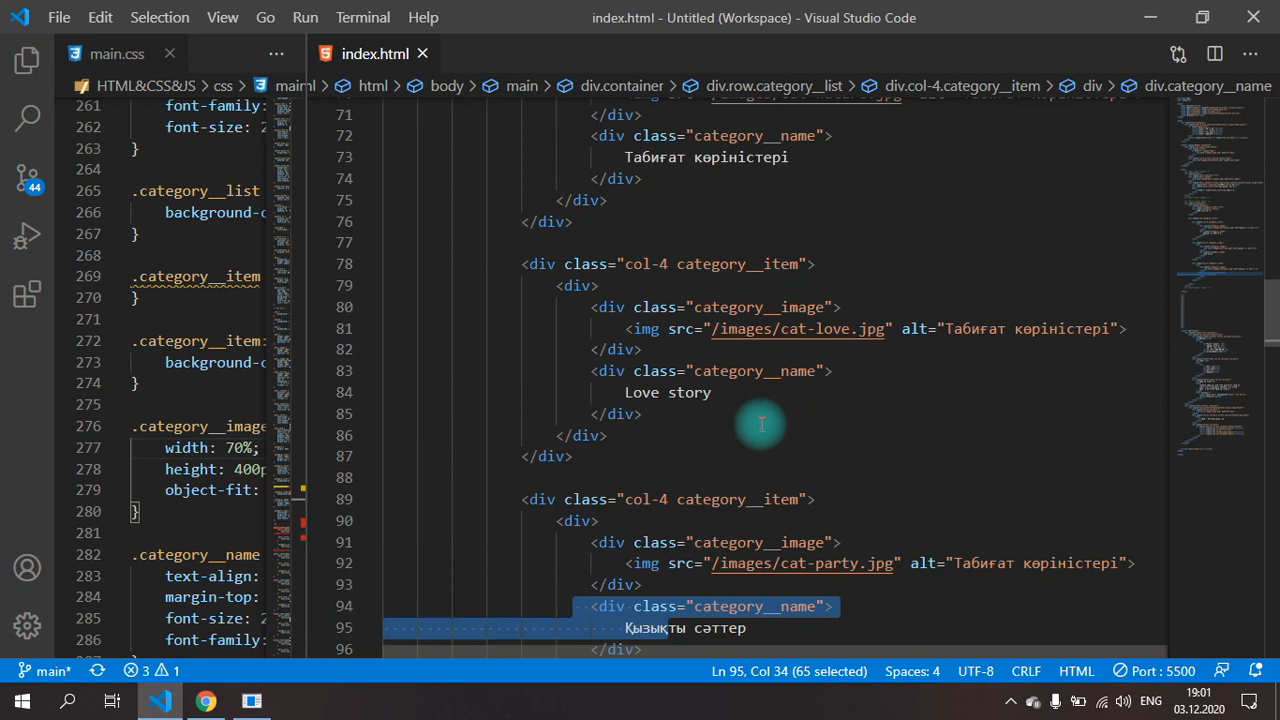 File Edit Selection View Go Run Terminal Help index.html - Untitled (Workspace) - Visual Studio Code
main.css
index.html
HTML&CSS&JS > css > main
html > body > main > div.container > div.row.category__list > div.col-4.category__item > div > div.category__name
261 font-family:
262 font-size: 2
263 }
264
265 .category__list
266 background-c
267 }
268
269 .category__item
270 }
271
272 .category__item:
273 background-c
274 }
275
276 .category__image
277 width: 70%;
278 height: 400p
279 object-fit:
280 }
281
282 .category__name
283 text-align:
284 margin-top:
285 font-size: 2
286 font-family:
71 </div>
72 <div class="category__name">
73 Табиғат көріністері
74 </div>
75 </div>
76 </div>
77
78 <div class="col-4 category__item">
79 <div>
80 <div class="category__image">
81 <img src="/images/cat-love.jpg" alt="Табиғат көріністері">
82 </div>
83 <div class="category__name">
84 Love story
85 </div>
86 </div>
87 </div>
88
89 <div class="col-4 category__item">
90 <div>
91 <div class="category__image">
92 <img src="/images/cat-party.jpg" alt="Табиғат көріністері">
93 </div>
94 <div class="category__name">
95 Қызықты сәттер
96 </div>
44
main* 3 1 Ln 95, Col 34 (65 selected) Spaces: 4 UTF-8 CRLF HTML Port : 5500
ENG 19:01
03.12.2020